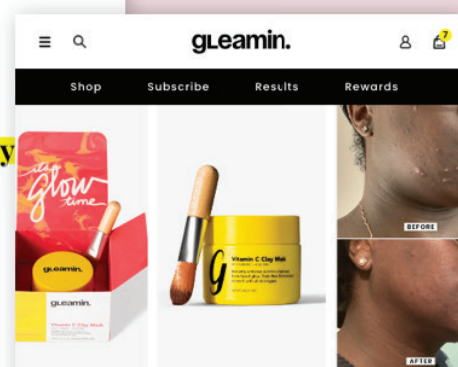 gLeamin.
7
Shop Subscribe Results Rewards
y
it's a
Glow
time
gLeamin.
gLeamin.
Vitamin C Clay Mask
g
Vitamin C Clay Mask
BEFORE
AFTER